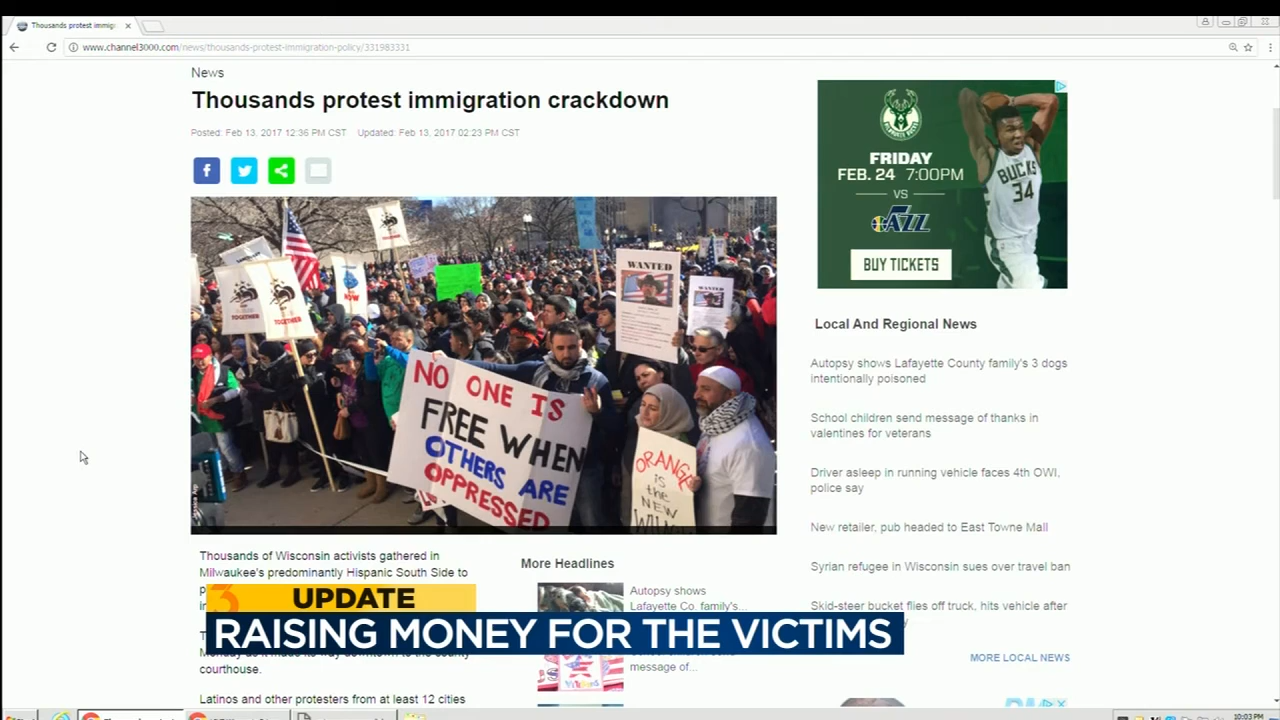 Thousands protest immig
www.channel3000.com/news/thousands-protest-immigration-policy/331983331
News
Thousands protest immigration crackdown
Posted: Feb 13, 2017 12:36 PM CST Updated: Feb 13, 2017 02:23 PM CST
FRIDAY
FEB. 24 7:00PM
VS
JAZZ
BUY TICKETS
BUCKS
34
WANTED
WANTED
TOGETHER
TOGETHER
NOW
NO ONE IS
FREE WHEN
OTHERS ARE
OPPRESSED
ORANGE
is
THE
NEW
Local And Regional News
Autopsy shows Lafayette County family's 3 dogs
intentionally poisoned
School children send message of thanks in
valentines for veterans
Driver asleep in running vehicle faces 4th OWI,
police say
New retailer, pub headed to East Towne Mall
Syrian refugee in Wisconsin sues over travel ban
Skid-steer bucket flies off truck, hits vehicle after
MORE LOCAL NEWS
Thousands of Wisconsin activists gathered in
Milwaukee's predominantly Hispanic South Side to
courthouse.
Latinos and other protesters from at least 12 cities
More Headlines
Autopsy shows
Lafayette Co. family's...
message of...
3 UPDATE
RAISING MONEY FOR THE VICTIMS
10:03 PM